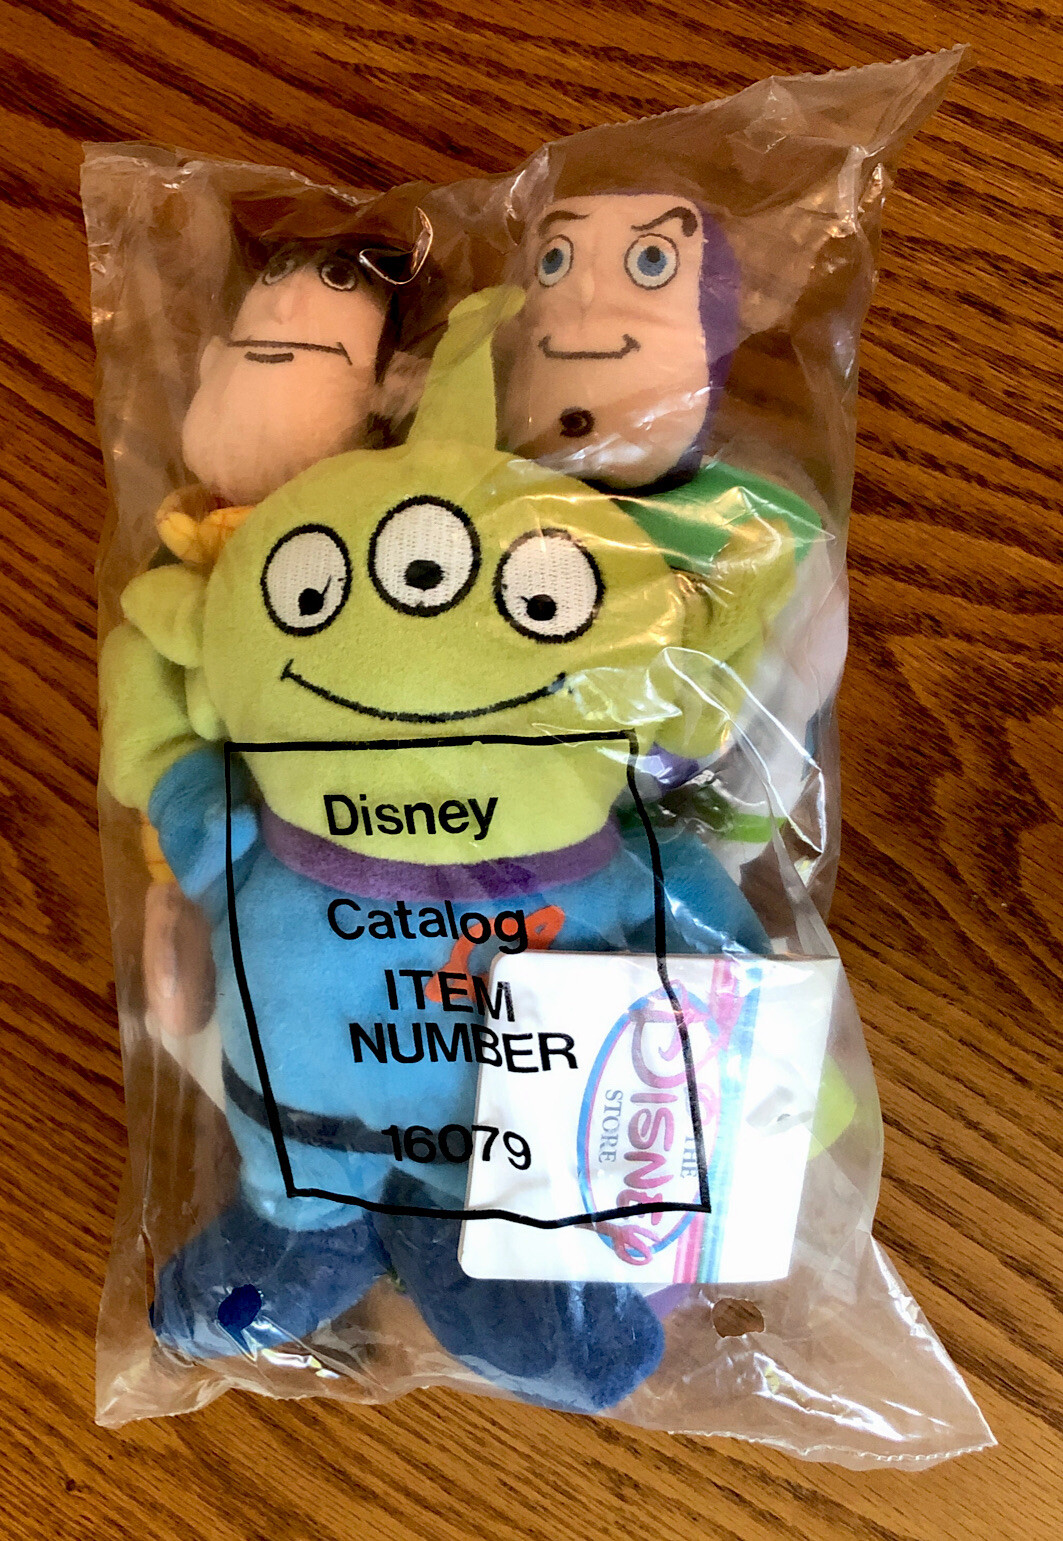 Disney
Catalog
ITEM
NUMBER
16079
THE
DISNEY
STORE